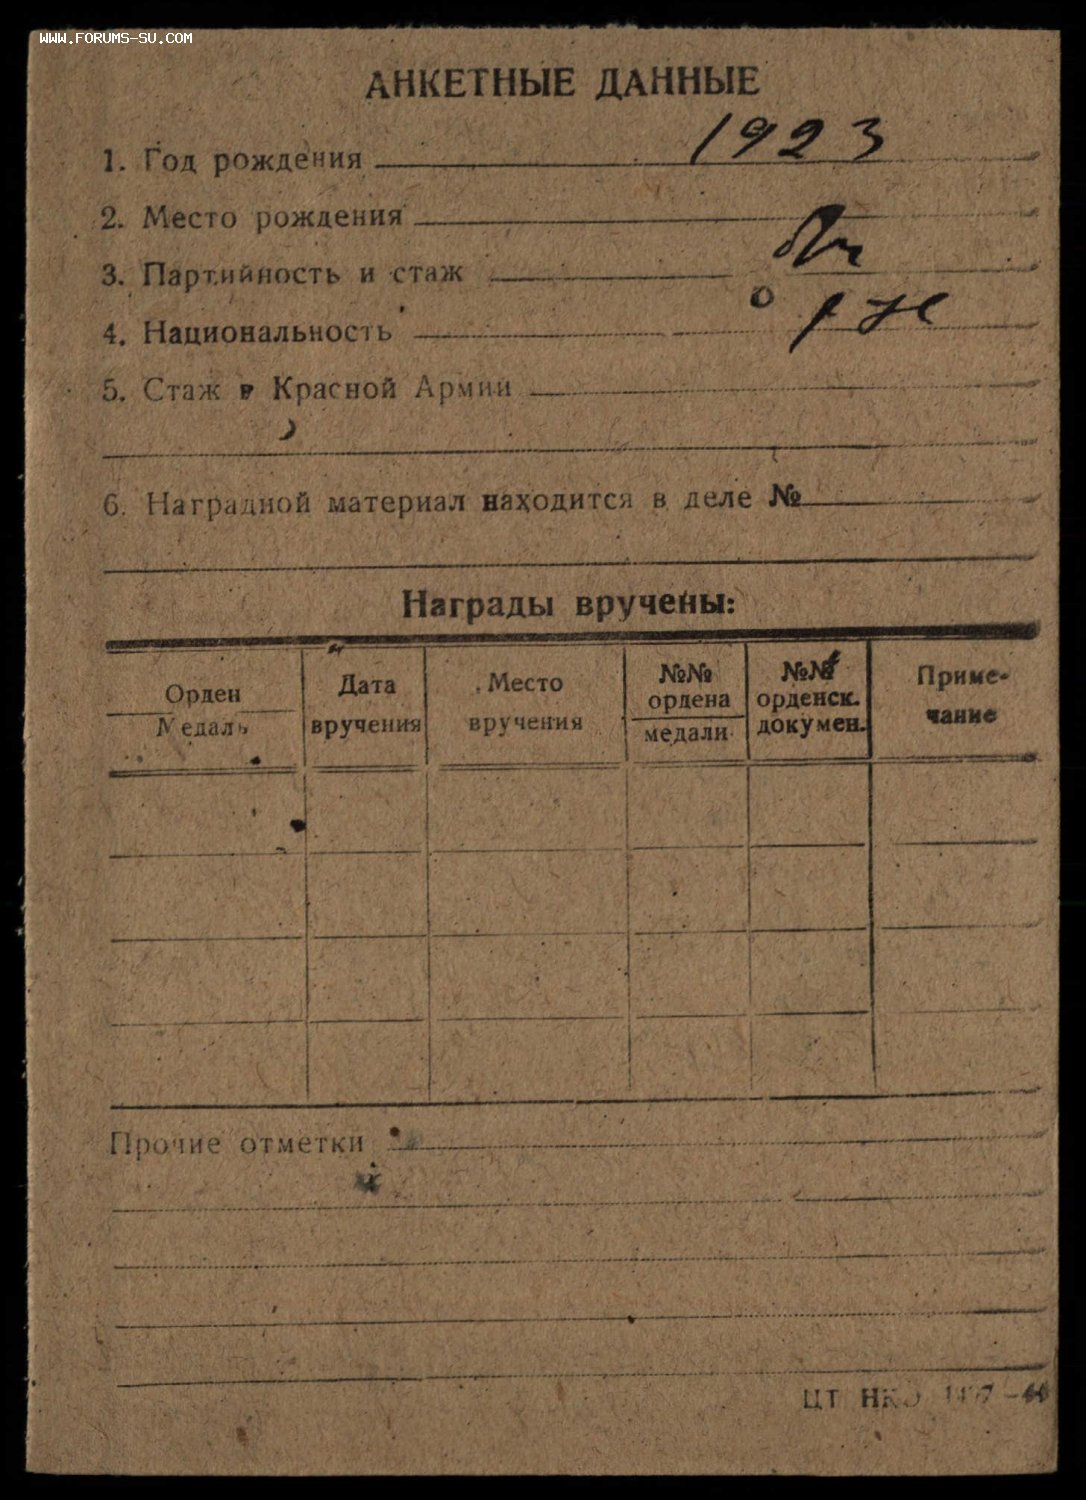 WWW.FORUMS-SU.COM
АНКЕТНЫЕ ДАННЫЕ
1. Год рождения 1923
2. Место рождения
3. Партийность и стаж
4. Национальность
5. Стаж в Красной Армии
6. Наградной материал находится в деле №
Награды вручены:
Орден
Медаль
Дата
вручения
Место
вручения
№№
ордена
медали
№№
орденск.
докумен.
Приме-
чание
Прочие отметки
ЦТ НКО